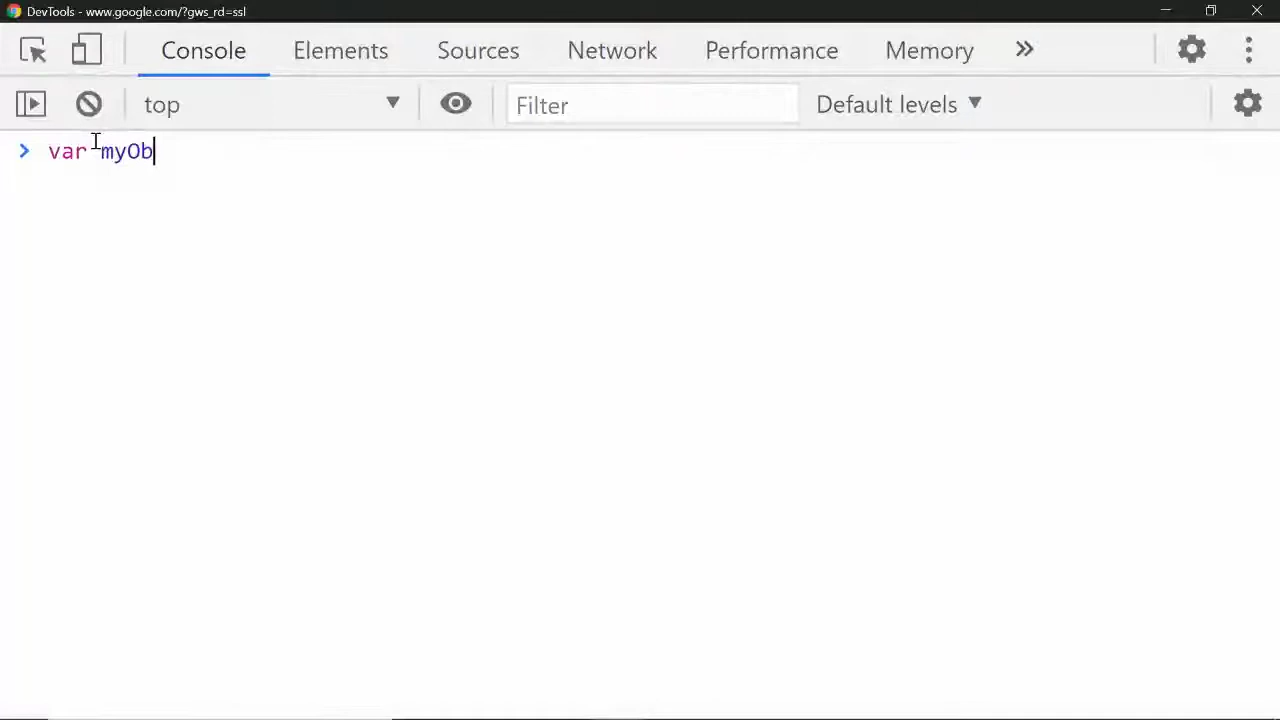 DevTools - www.google.com/?gws_rd=ssl
Console Elements Sources Network Performance Memory
top Filter Default levels
var myOb